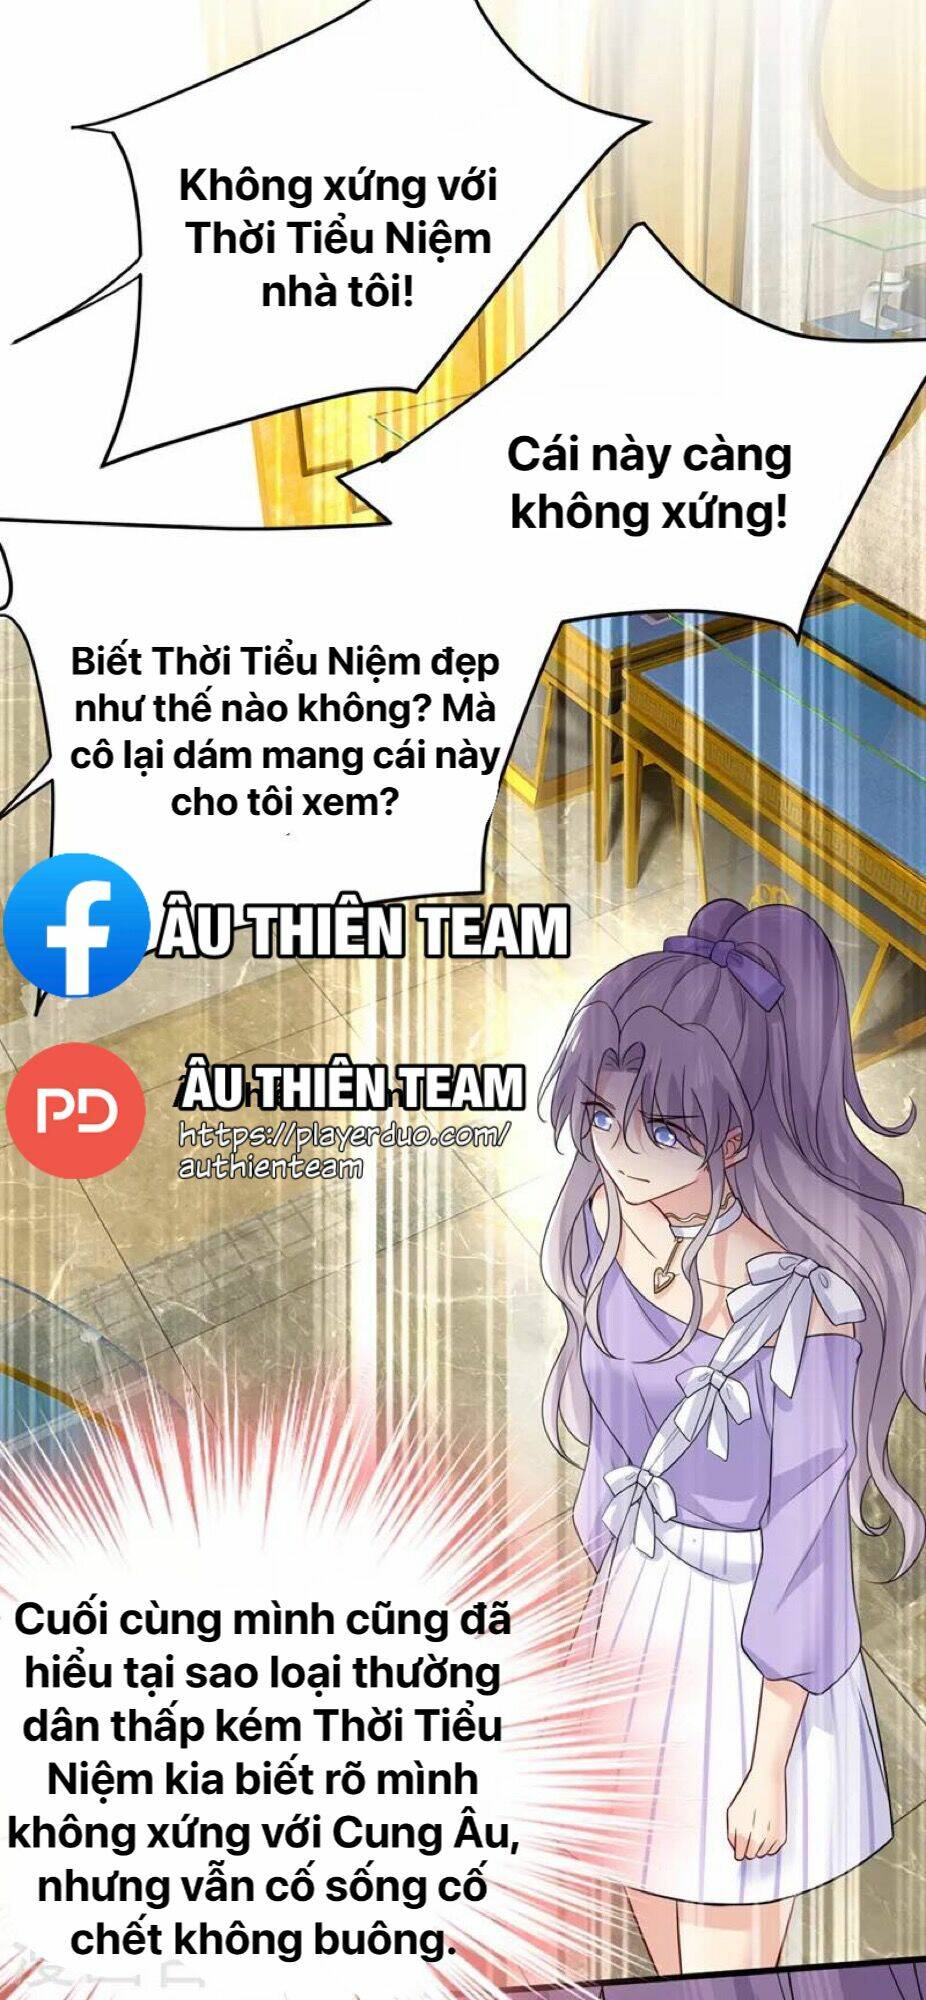 Không xứng với
Thời Tiểu Niệm
nhà tôi!
Cái này càng
không xứng!
Biết Thời Tiểu Niệm đẹp
như thế nào không? Mà
cô lại dám mang cái này
cho tôi xem?
f ÂU THIÊN TEAM
PD ÂU THIÊN TEAM
https://playerduo.com/
authienteam
Cuối cùng mình cũng đã
hiểu tại sao loại thường
dân thấp kém Thời Tiểu
Niệm kia biết rõ mình
không xứng với Cung Âu,
nhưng vẫn cố sống cố
chết không buông.